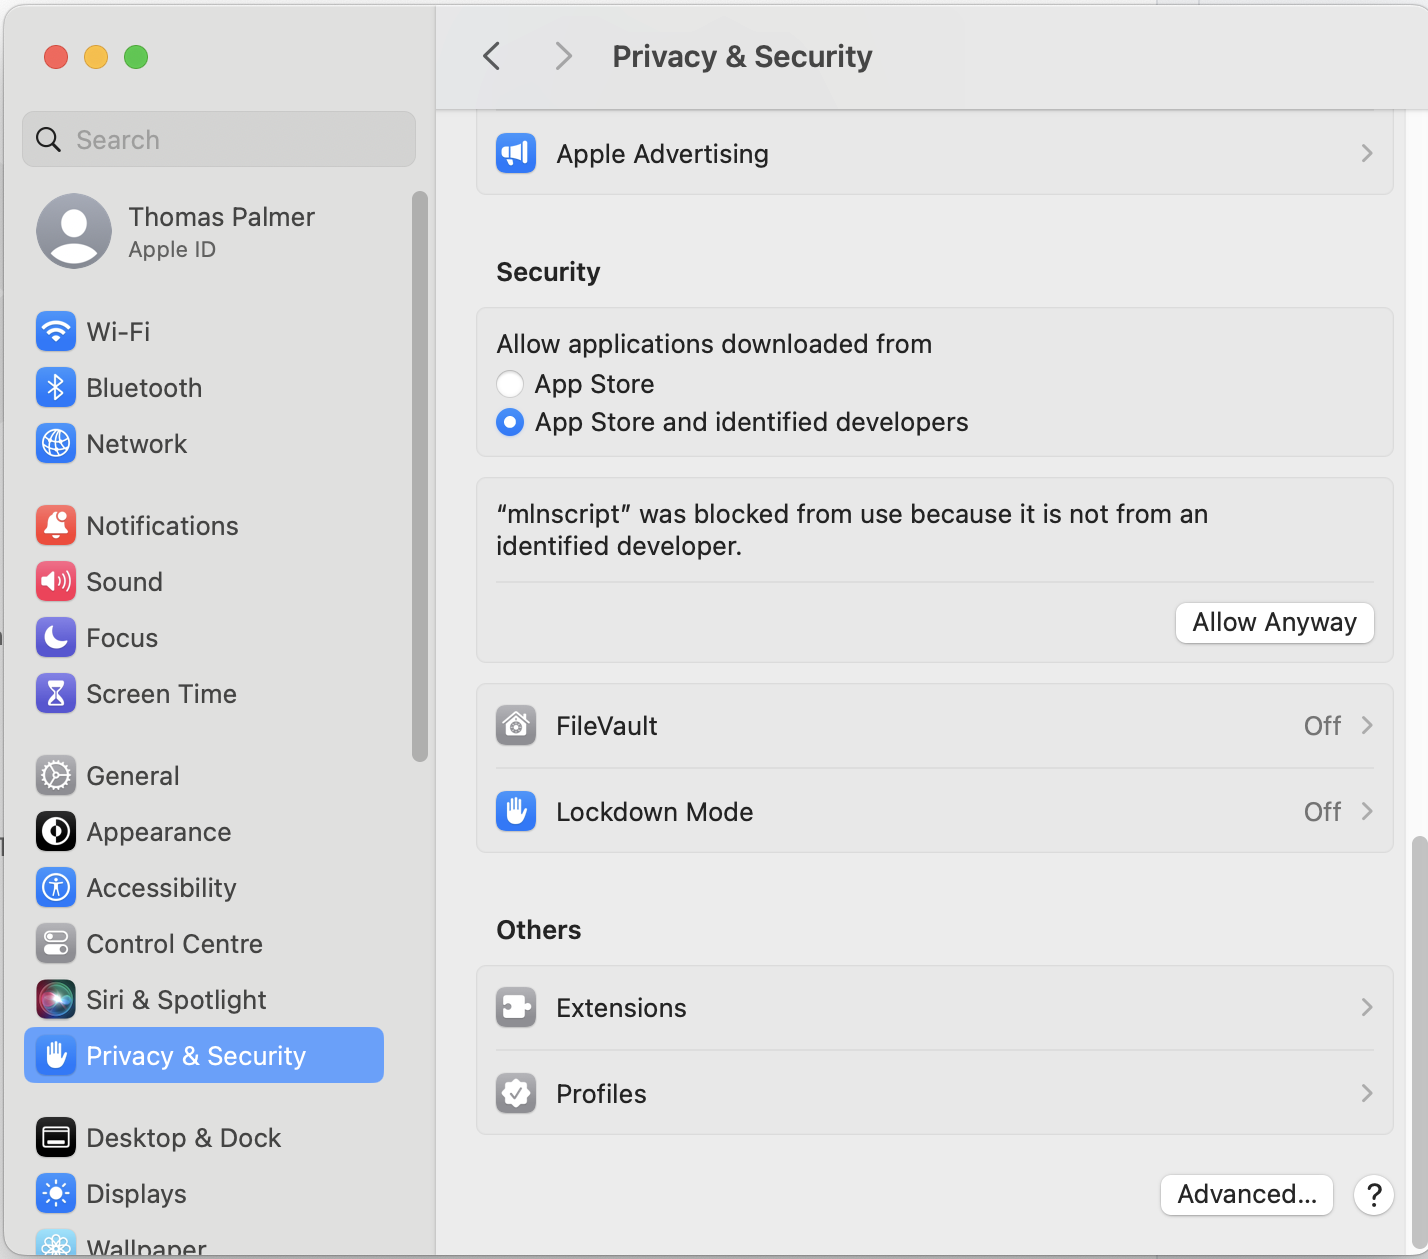 Privacy & Security
Search
Thomas Palmer
Apple ID
Wi-Fi
Bluetooth
Network
Notifications
Sound
Focus
Screen Time
General
Appearance
Accessibility
Control Centre
Siri & Spotlight
Privacy & Security
Desktop & Dock
Displays
Wallpaper
Apple Advertising
Security
Allow applications downloaded from
App Store
App Store and identified developers
“mlnscript” was blocked from use because it is not from an
identified developer.
Allow Anyway
FileVault Off
Lockdown Mode Off
Others
Extensions
Profiles
Advanced...
?